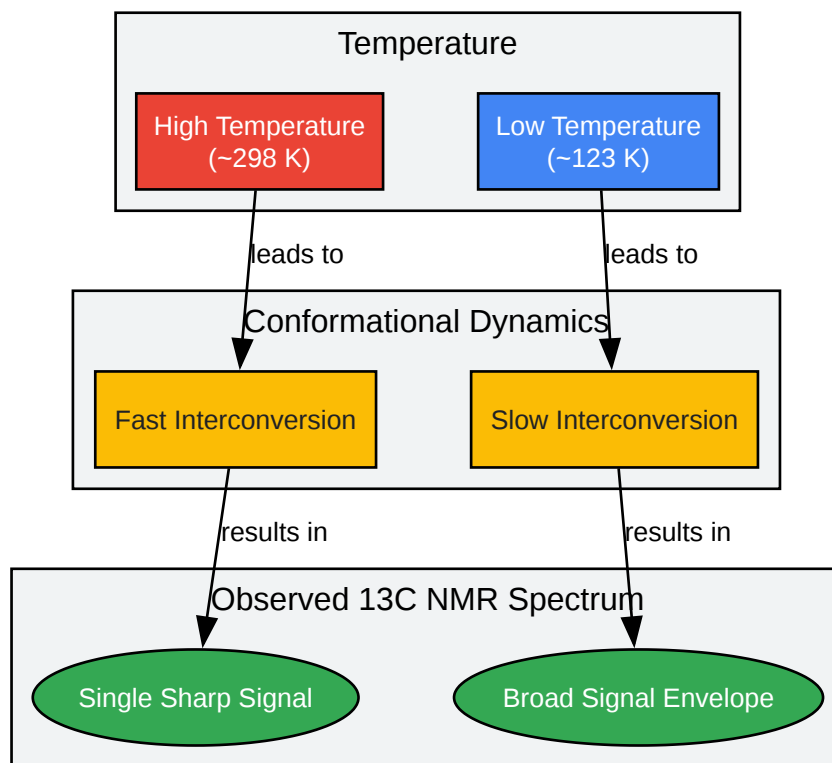 Temperature
High Temperature
(~298 K)
Low Temperature
(~123 K)
leads to
leads to
Conformational Dynamics
Fast Interconversion
Slow Interconversion
results in
results in
Observed 13C NMR Spectrum
Single Sharp Signal
Broad Signal Envelope